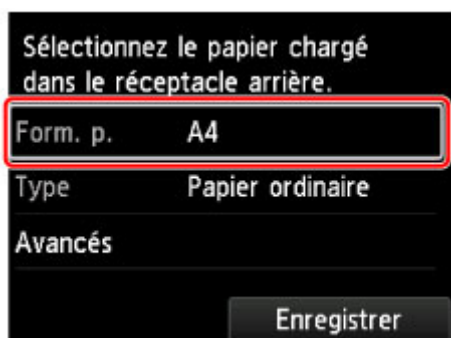 Sélectionnez le papier chargé
dans le réceptacle arrière.
Form. p. A4
Type Papier ordinaire
Avancés
Enregistrer